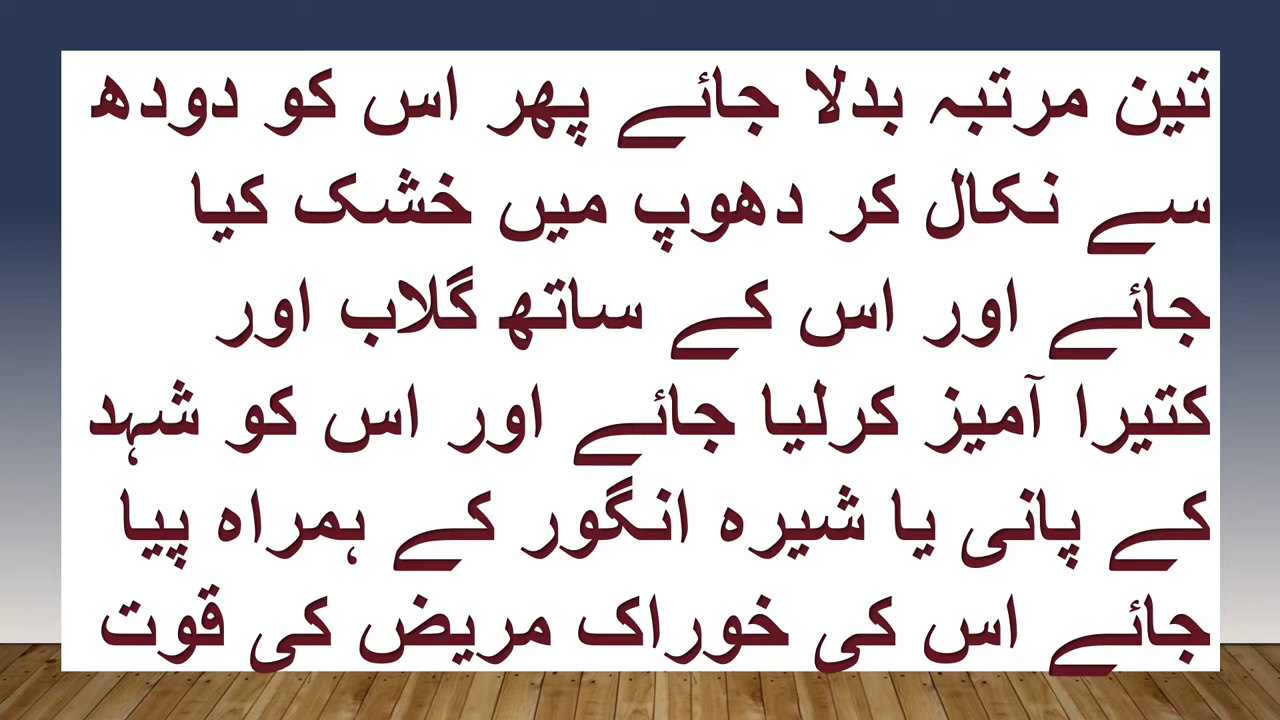 تین مرتبہ بدلا جائے پھر اس کو دودھ
سے نکال کر دھوپ میں خشک کیا
جائے اور اس کے ساتھ گلاب اور
کتیرا آمیز کرلیا جائے اور اس کو شہد
کے پانی یا شیرہ انگور کے ہمراہ پیا
جائے اس کی خوراک مریض کی قوت